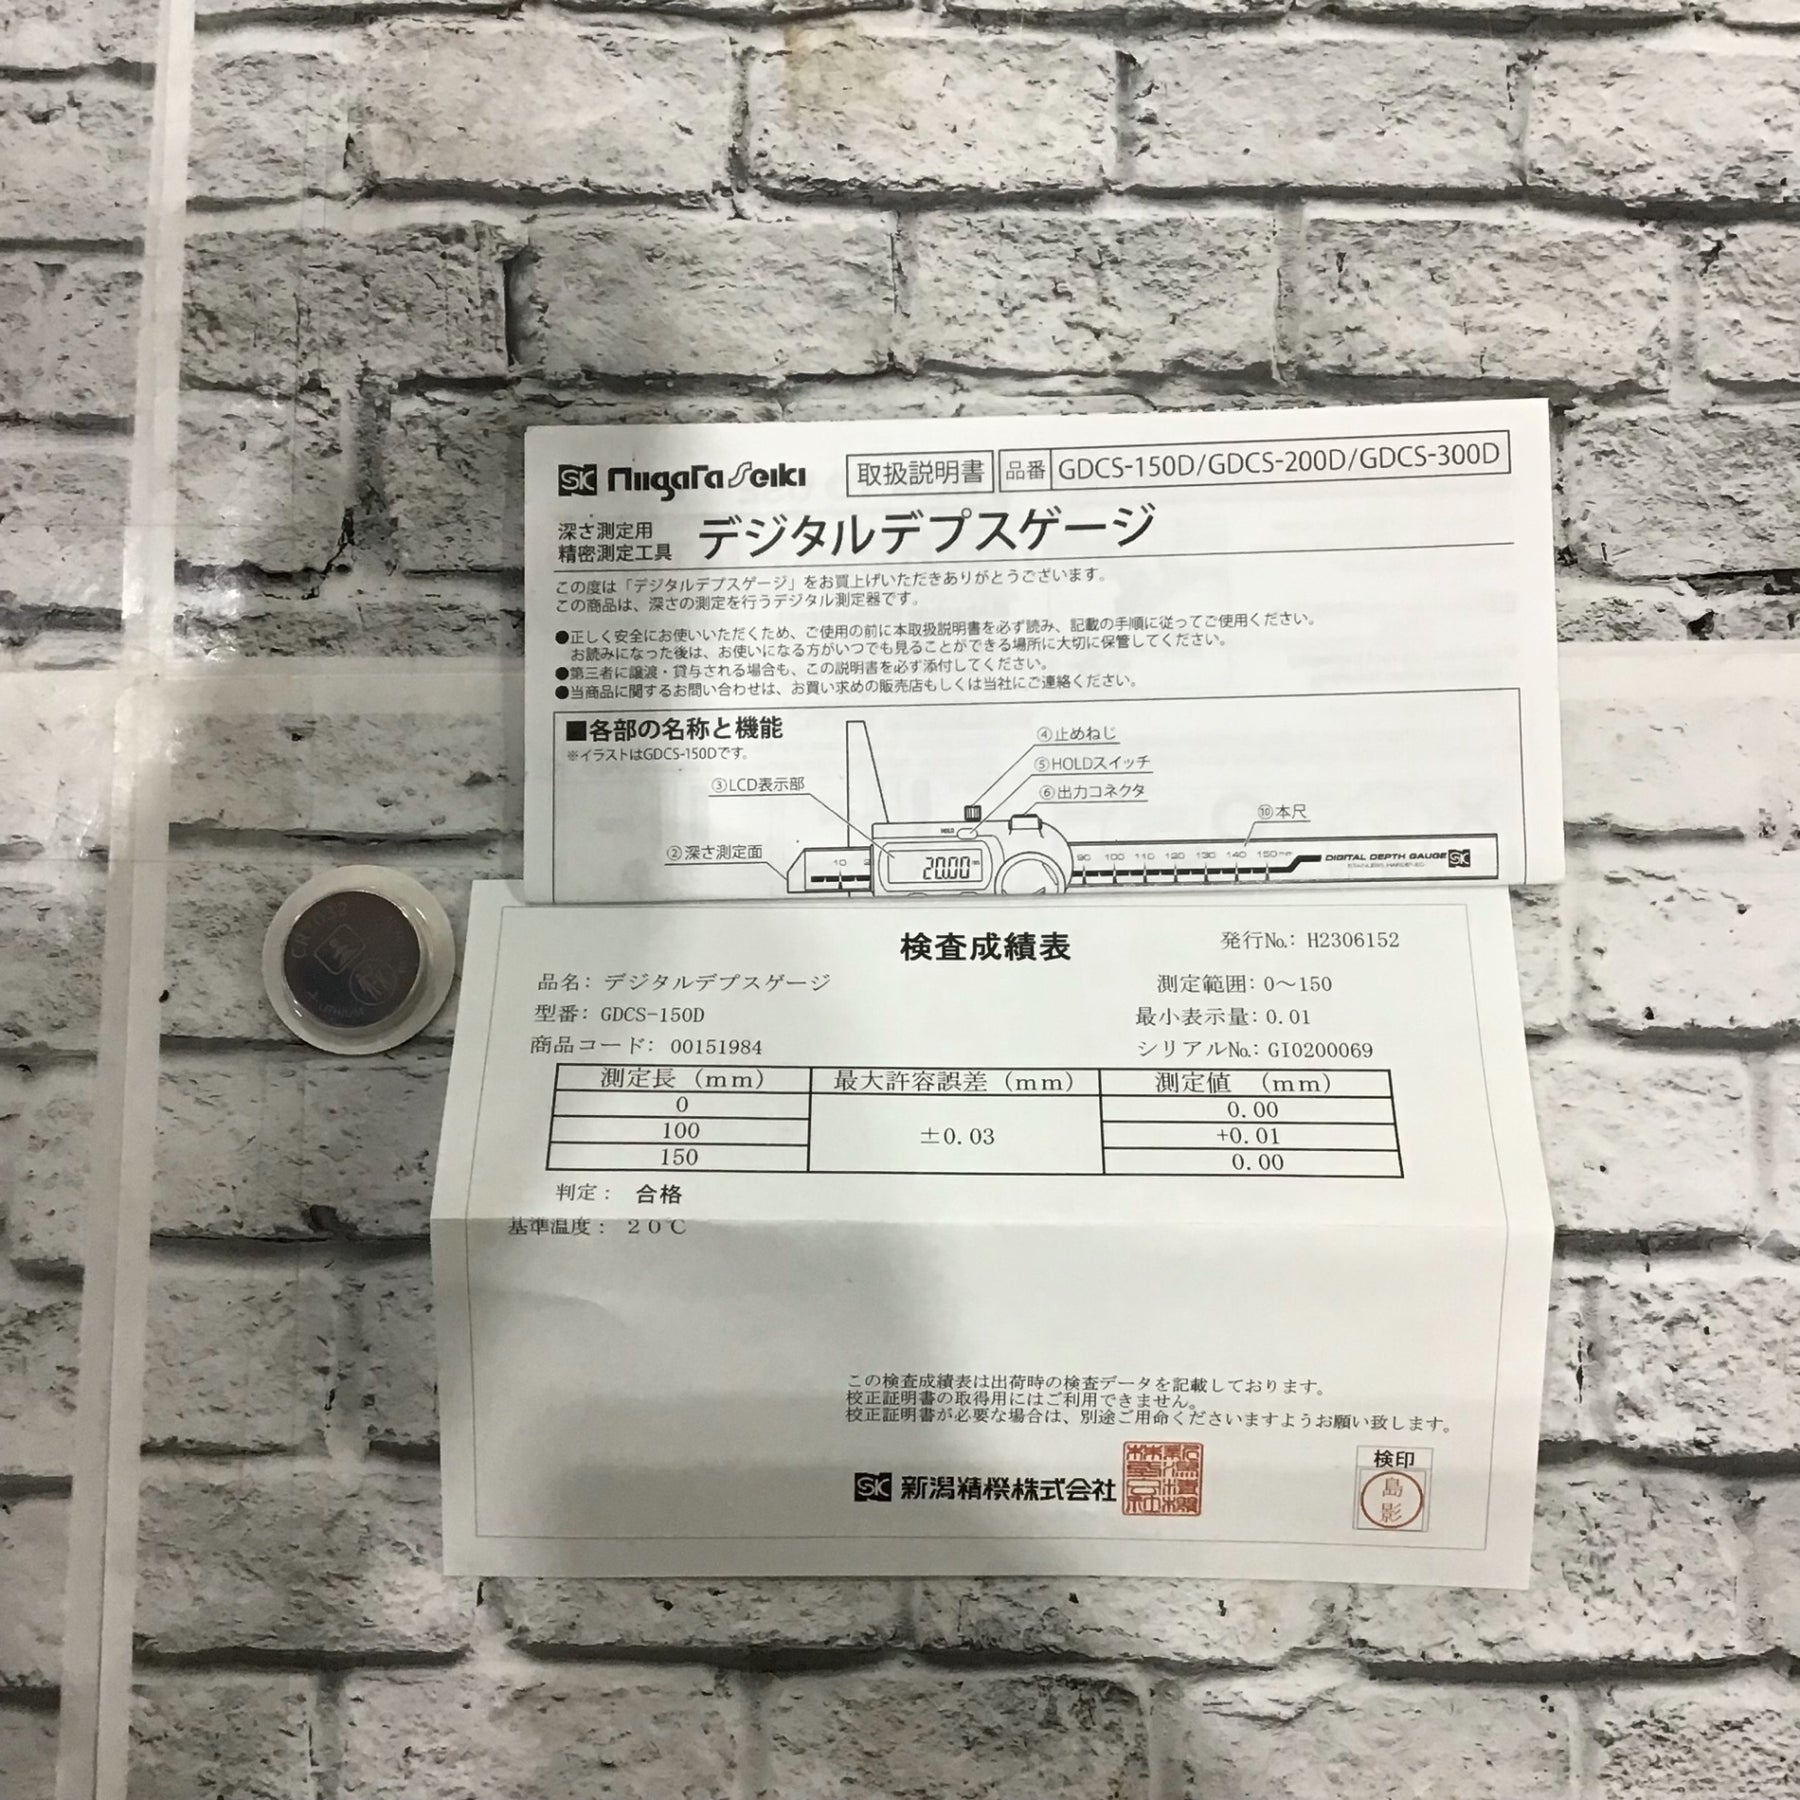 SK niigata seiki 取扱説明書 品番 GDCS-150D/GDCS-200D/GDCS-300D
深さ測定用
精密測定工具
デジタルデプスゲージ
この度は「デジタルデプスゲージ」をお買上げいただきありがとうございます。
この商品は、深さの測定を行うデジタル測定器です。
●正しく安全にお使いいただくため、ご使用の前に本取扱説明書を必ず読み、記載の手順に従ってご使用ください。
お読みになった後は、お使いになる方がいつでも見ることができる場所に大切に保管してください。
●第三者に譲渡・貸与される場合も、この説明書を必ず添付してください。
●当商品に関するお問い合わせは、お買い求めの販売店もしくは当社にご連絡ください。
■各部の名称と機能
※イラストはGDCS-150Dです。
④止めねじ
⑤HOLDスイッチ
③LCD表示部
⑥出力コネクタ
⑩本尺
②深さ測定面
HOLD
20.00 mm
10
90 100 110 120 130 140 150mm
DIGITAL DEPTH GAUGE SK
STAINLESS HARDENED
CR2032
LITHIUM
検査成績表
発行No.: H2306152
品名: デジタルデプスゲージ
測定範囲: 0～150
型番: GDCS-150D
最小表示量: 0.01
商品コード: 00151984
シリアルNo.: GI0200069
測定長 (mm) 最大許容誤差 (mm) 測定値 (mm)
0 0.00
100 ±0.03 +0.01
150 0.00
判定: 合格
基準温度: 20℃
この検査成績表は出荷時の検査データを記載しております。
校正証明書の取得用にはご利用できません。
校正証明書が必要な場合は、別途ご用命くださいますようお願い致します。
SK 新潟精機株式会社
検印
島影